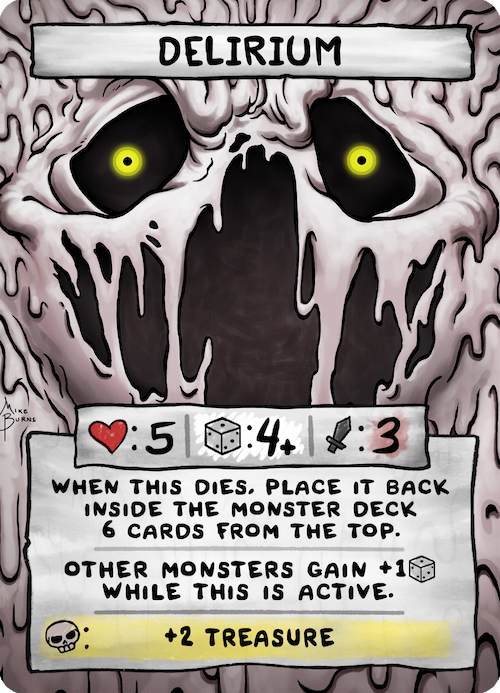 DELIRIUM
MIKE
BURNS
:5 :4+ :3
WHEN THIS DIES, PLACE IT BACK
INSIDE THE MONSTER DECK
6 CARDS FROM THE TOP.
OTHER MONSTERS GAIN +1
WHILE THIS IS ACTIVE.
: +2 TREASURE